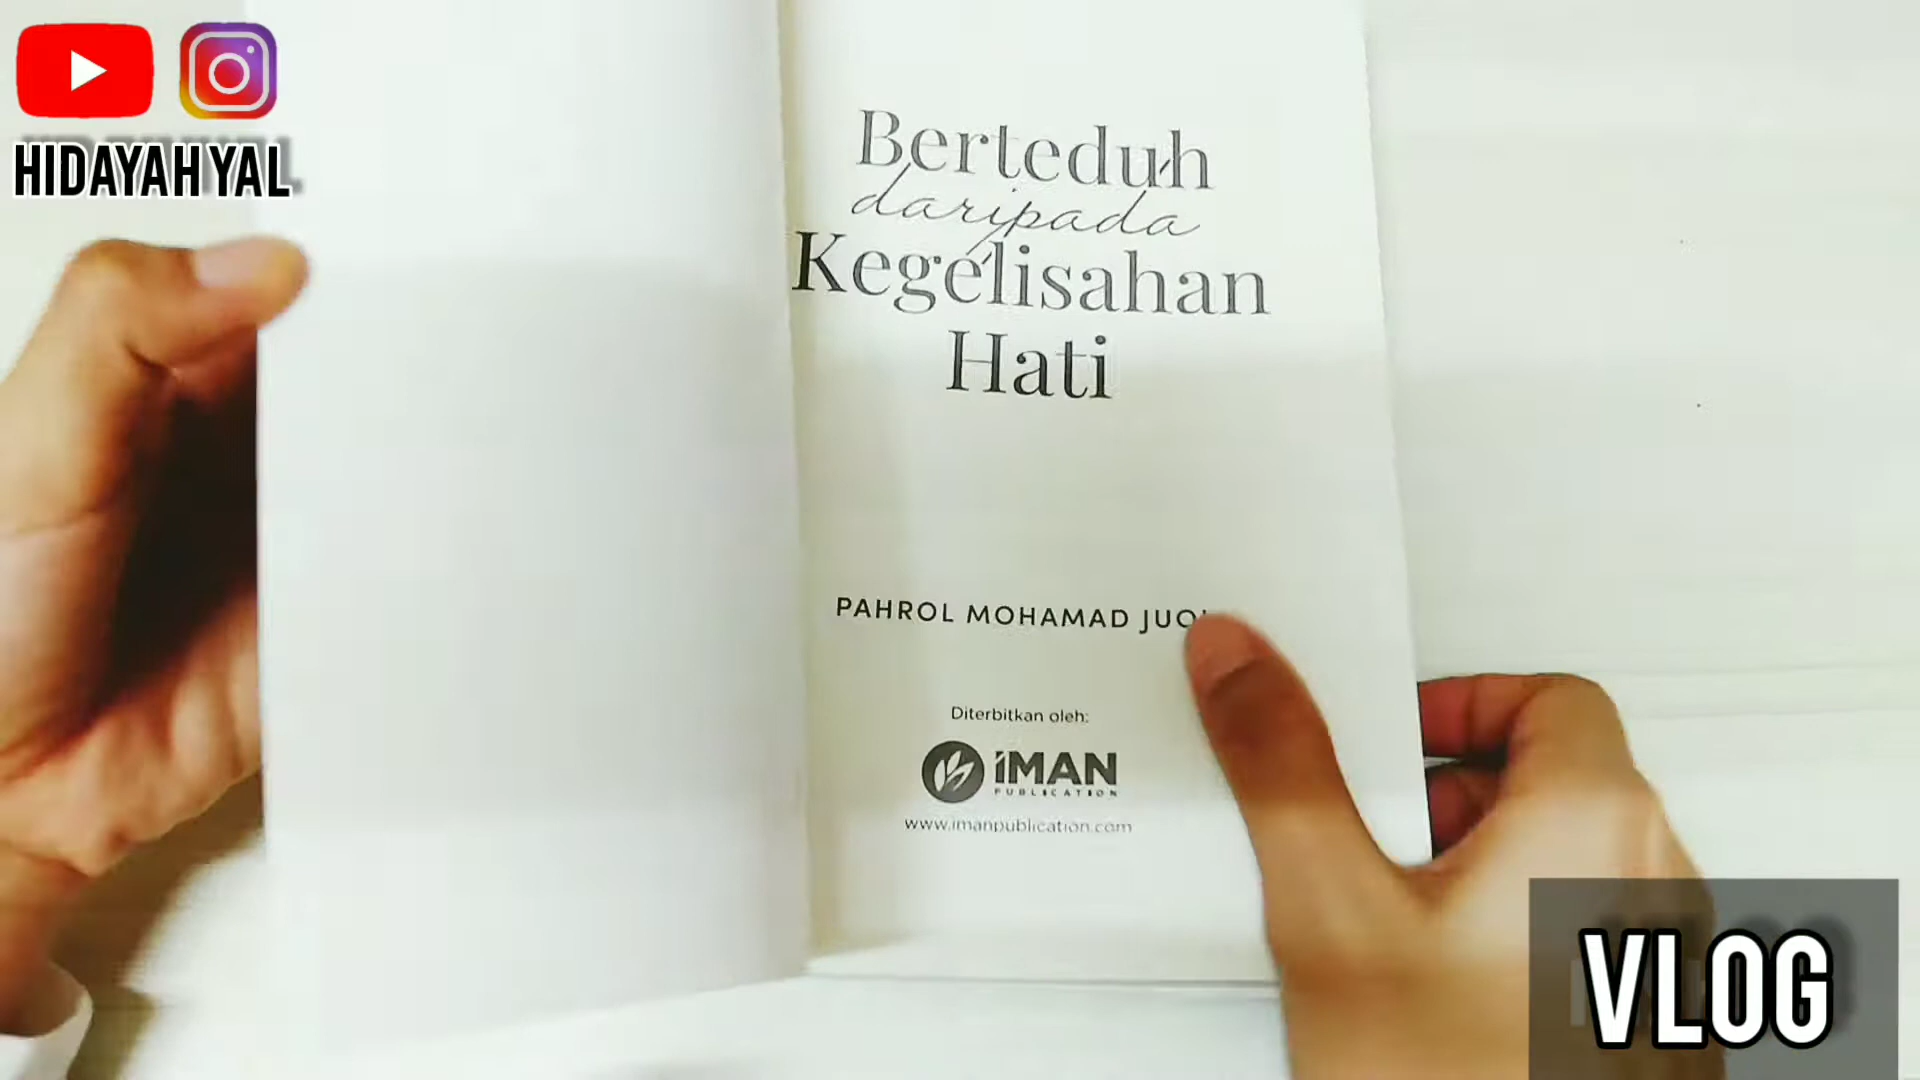 HIDAYAH YAL
Berteduh
daripada
Kegelisahan
Hati
PAHROL MOHAMAD
Diterbitkan oleh:
iMAN
PUBLICATION
www.imanpublication.com
VLOG